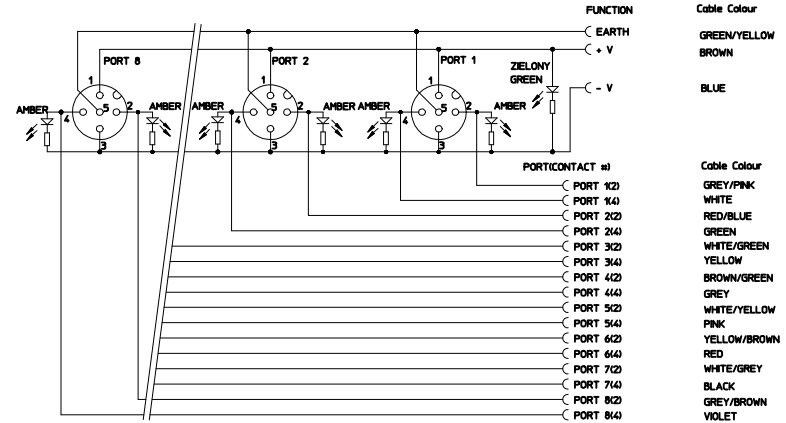 FUNCTION Cable Colour
EARTH GREEN/YELLOW
+ V BROWN
PORT 8 PORT 2 PORT 1 ZIELONY
GREEN
- V BLUE
1 1 1
AMBER 4 5 2 AMBER AMBER 4 5 2 AMBER AMBER 4 5 2 AMBER
3 3 3
PORT(CONTACT #) Cable Colour
PORT 1(2) GREY/PINK
PORT 1(4) WHITE
PORT 2(2) RED/BLUE
PORT 2(4) GREEN
PORT 3(2) WHITE/GREEN
PORT 3(4) YELLOW
PORT 4(2) BROWN/GREEN
PORT 4(4) GREY
PORT 5(2) WHITE/YELLOW
PORT 5(4) PINK
PORT 6(2) YELLOW/BROWN
PORT 6(4) RED
PORT 7(2) WHITE/GREY
PORT 7(4) BLACK
PORT 8(2) GREY/BROWN
PORT 8(4) VIOLET